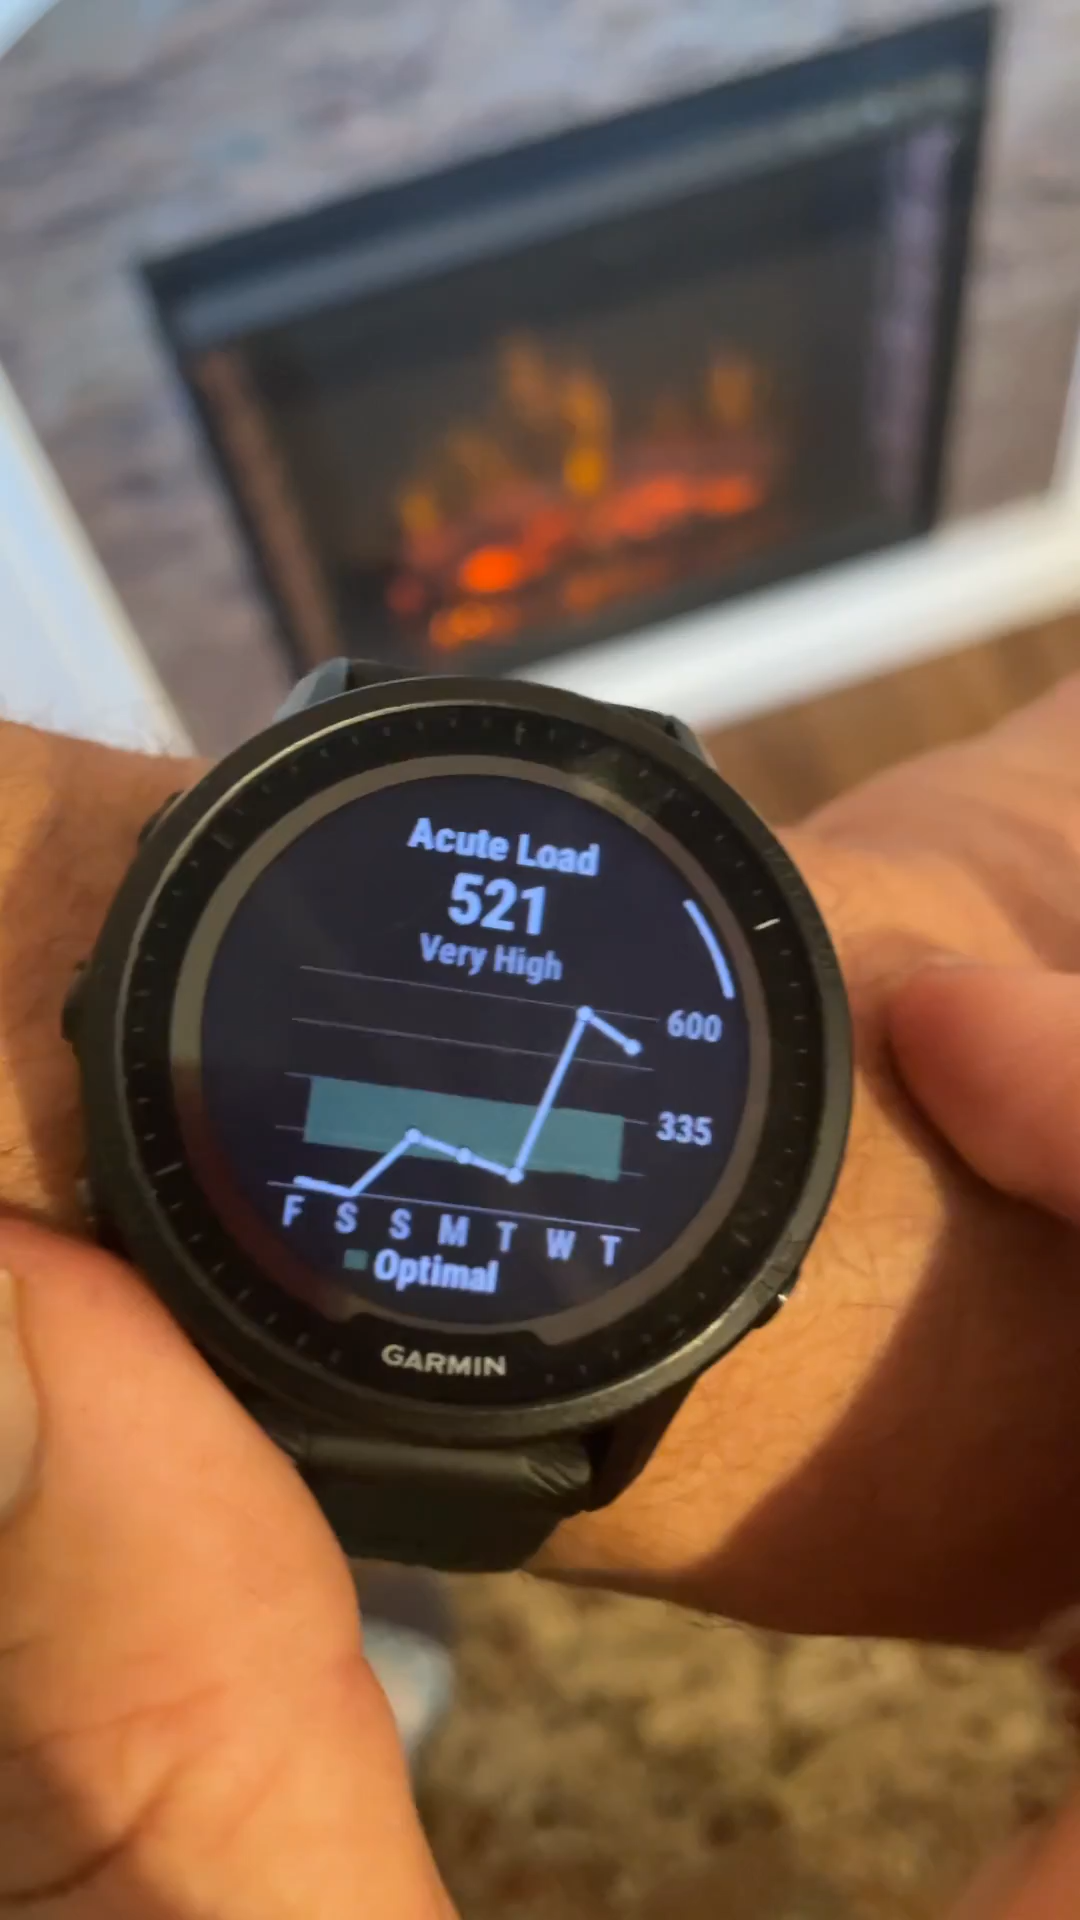 Acute Load
521
Very High
600
335
F S S M T W T
Optimal
GARMIN